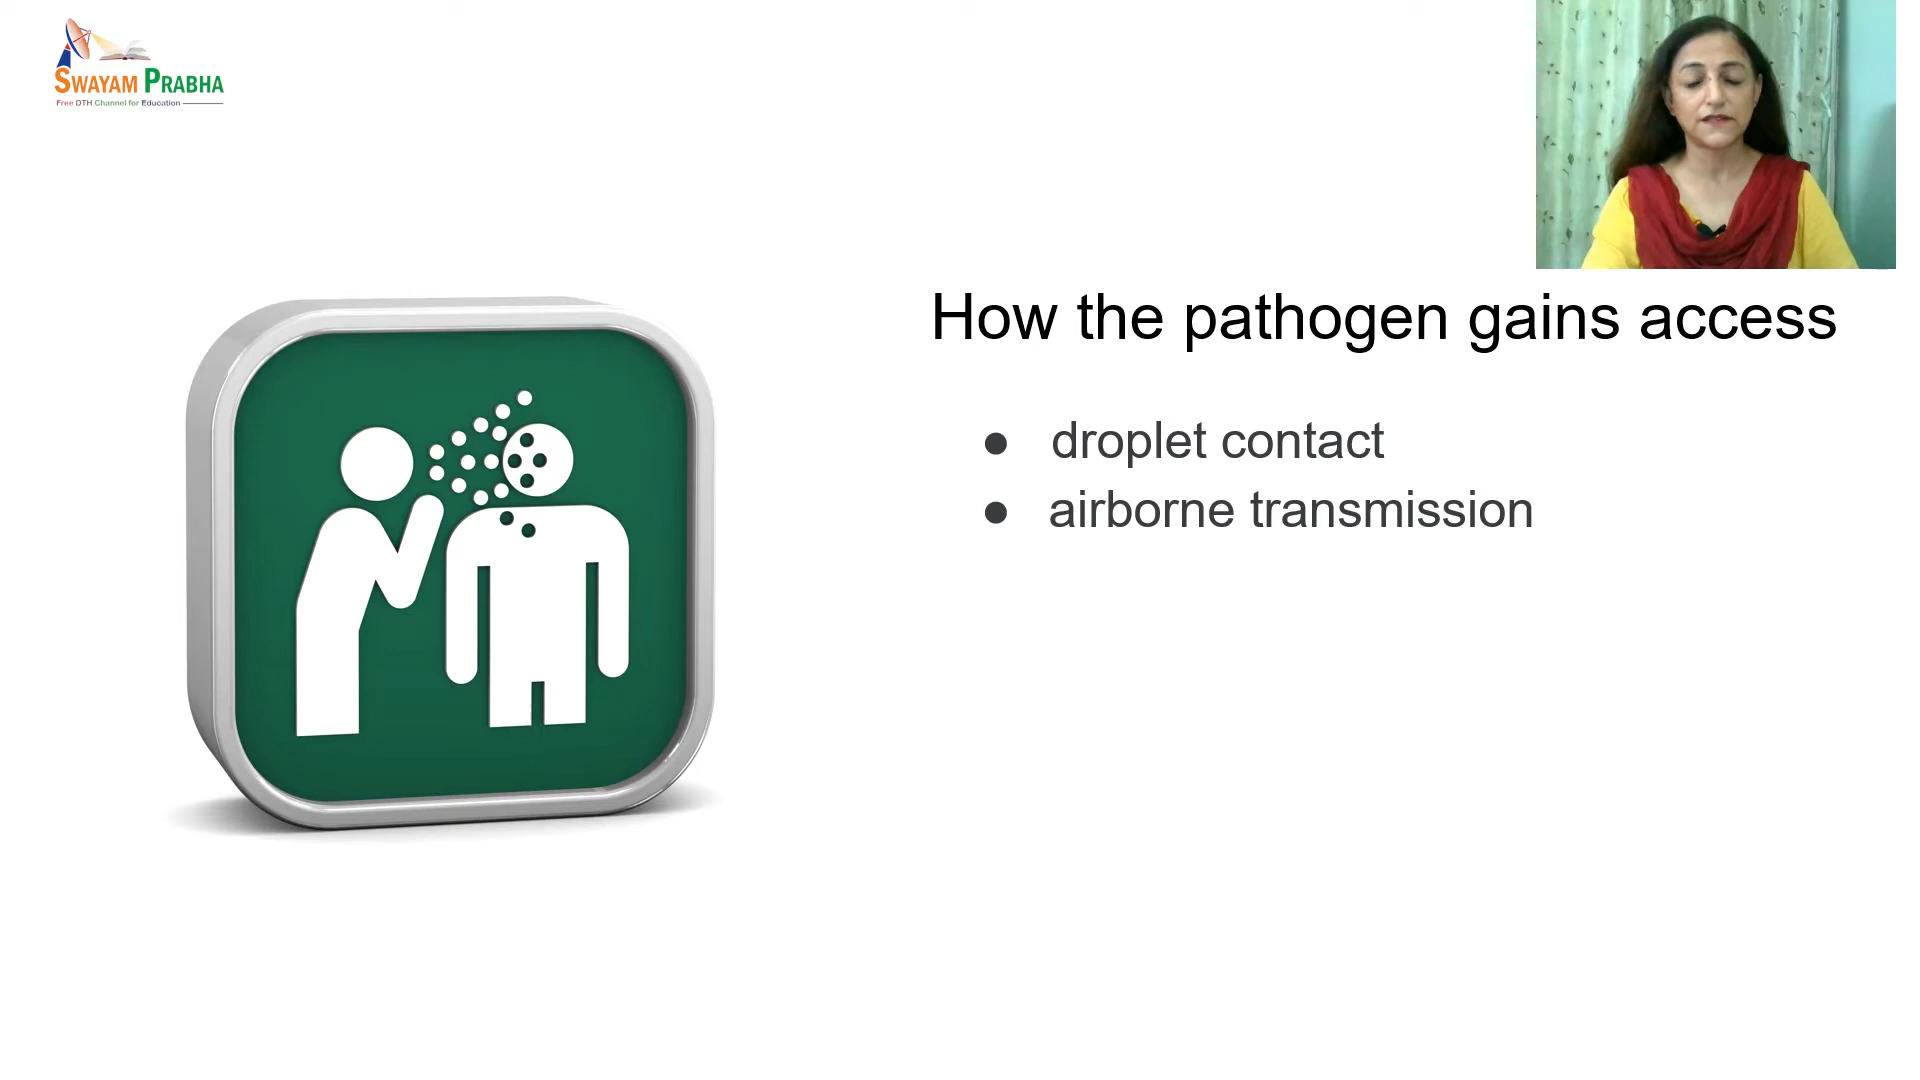 SWAYAM PRABHA
Free DTH Channel for Education
How the pathogen gains access
● droplet contact
● airborne transmission